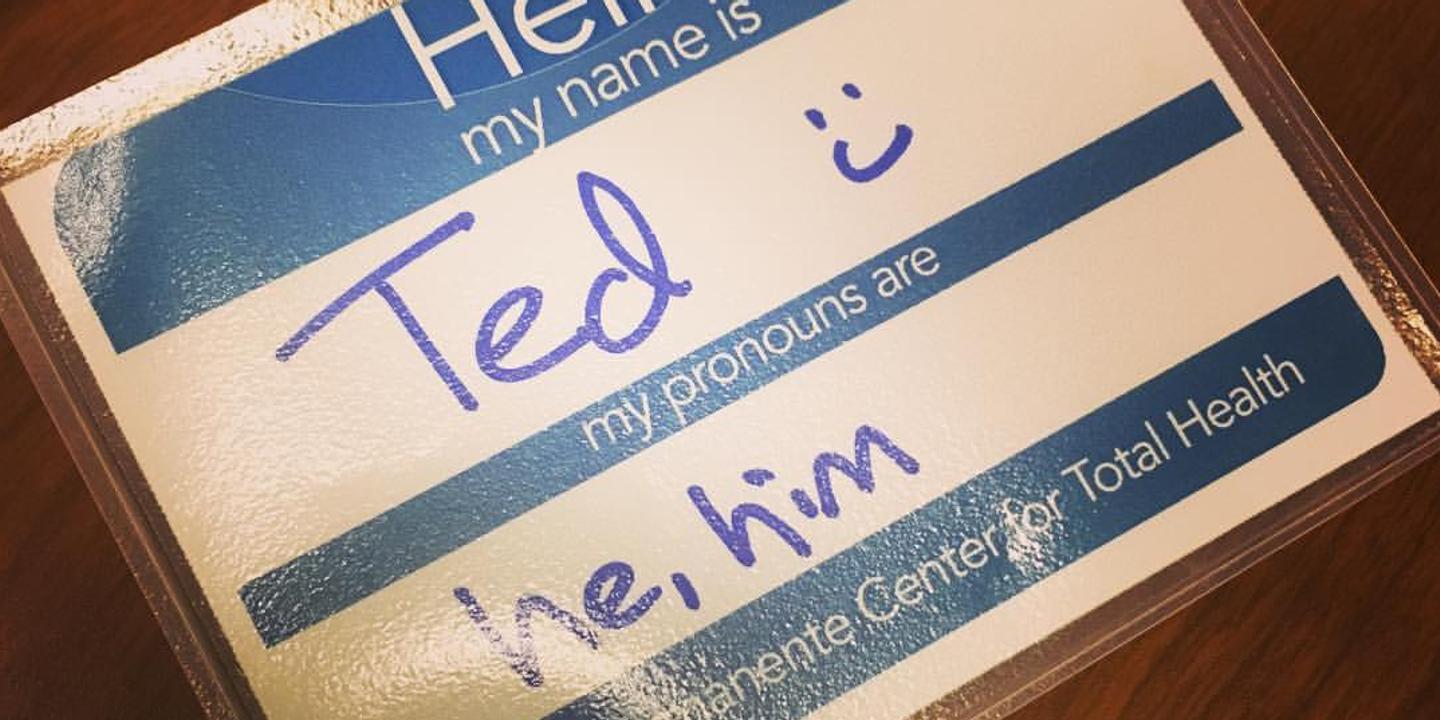 my name is
Ted
my pronouns are
he, him
Center for Total Health